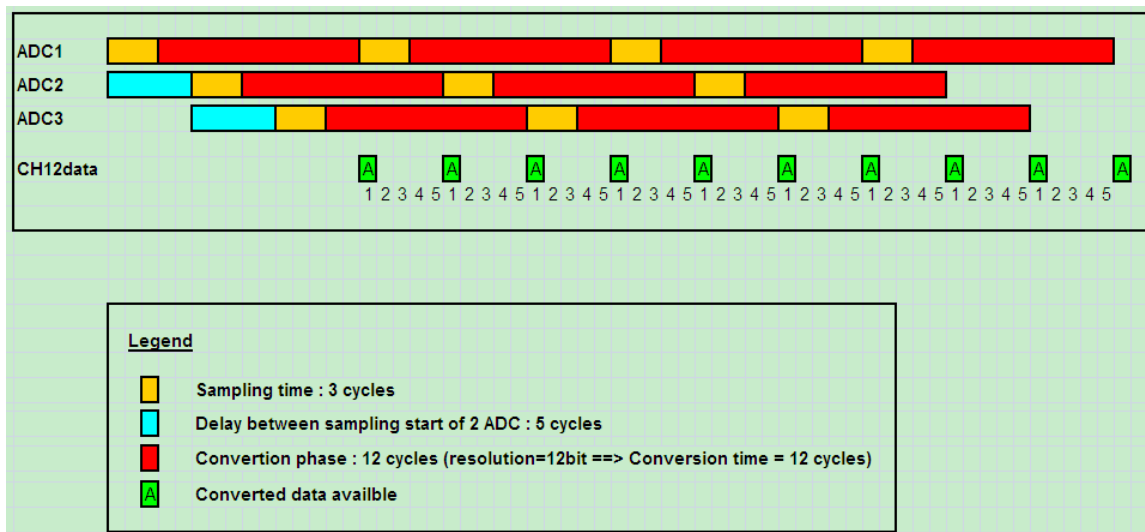 ADC1
ADC2
ADC3
CH12data
A A A A A A A A A A
1 2 3 4 5 1 2 3 4 5 1 2 3 4 5 1 2 3 4 5 1 2 3 4 5 1 2 3 4 5 1 2 3 4 5 1 2 3 4 5 1 2 3 4 5
Legend
Sampling time : 3 cycles
Delay between sampling start of 2 ADC : 5 cycles
Convertion phase : 12 cycles (resolution=12bit ==> Conversion time = 12 cycles)
A Converted data availble